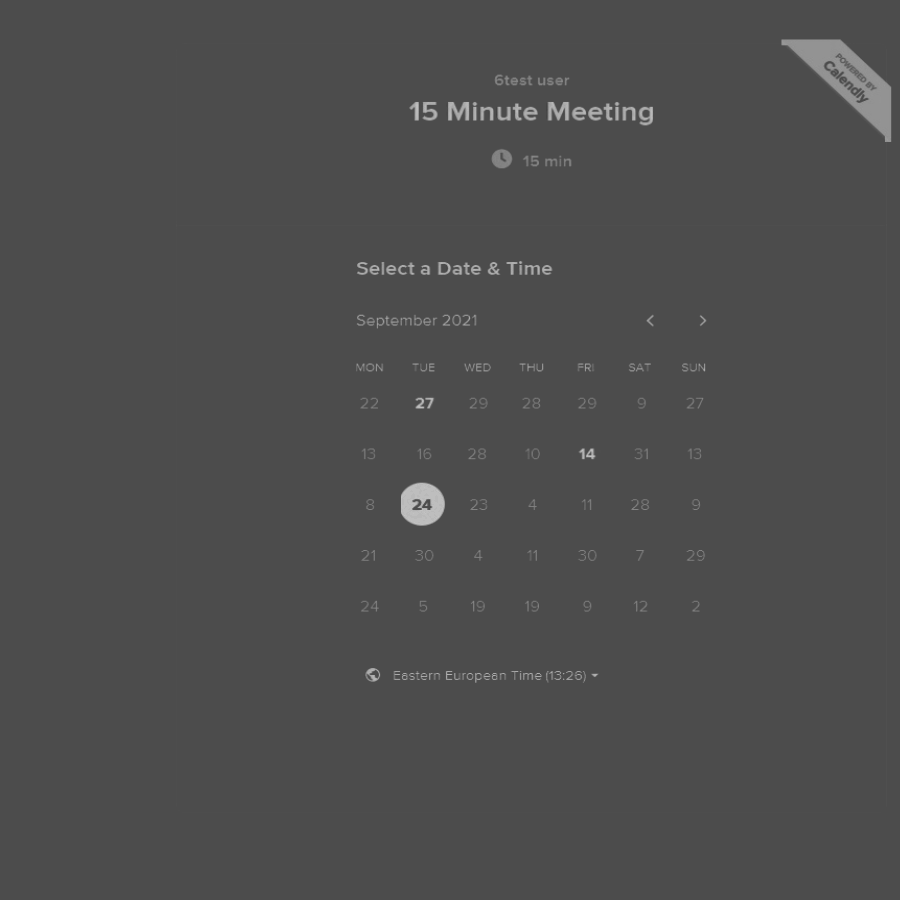 POWERED BY
Calendly
6test user
15 Minute Meeting
15 min
Select a Date & Time
September 2021
MON TUE WED THU FRI SAT SUN
22 27 29 28 29 9 27
13 16 28 10 14 31 13
8 24 23 4 11 28 9
21 30 4 11 30 7 29
24 5 19 19 9 12 2
Eastern European Time (13:26)